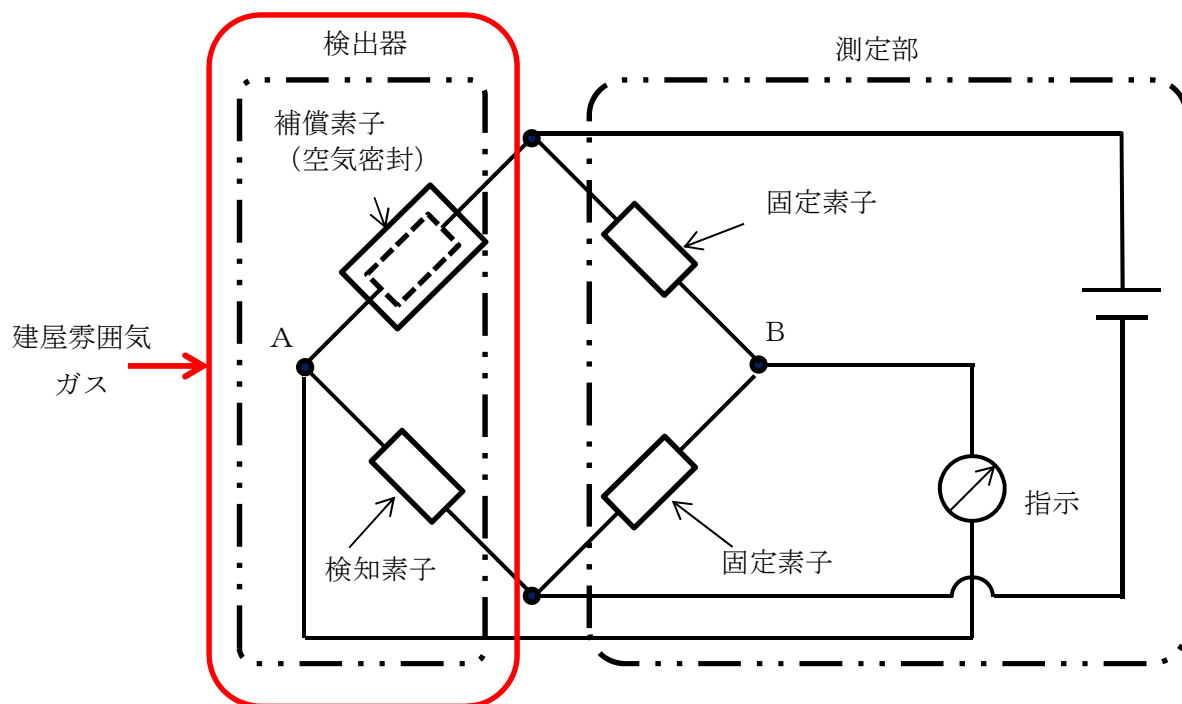 検出器
測定部
補償素子
（空気密封）
固定素子
建屋雰囲気
ガス
A
B
検知素子
固定素子
指示